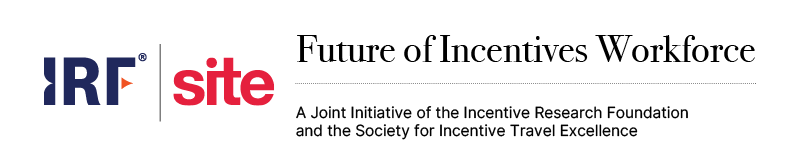 IRF® site
Future of Incentives Workforce
A Joint Initiative of the Incentive Research Foundation
and the Society for Incentive Travel Excellence